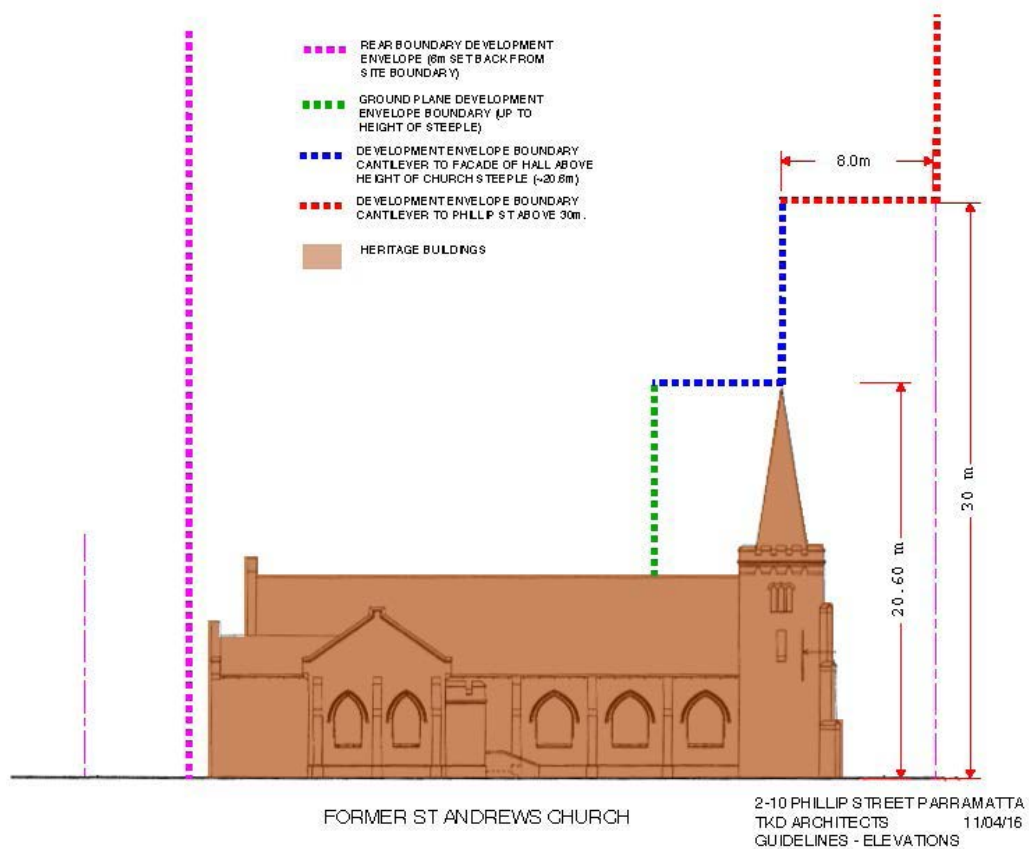 REAR BOUNDARY DEVELOPMENT
ENVELOPE (6m SET BACK FROM
SITE BOUNDARY)
GROUND PLANE DEVELOPMENT
ENVELOPE BOUNDARY (UP TO
HEIGHT OF STEEPLE)
DEVELOPMENT ENVELOPE BOUNDARY
CANTILEVER TO FACADE OF HALL ABOVE
HEIGHT OF CHURCH STEEPLE (~20.6m)
DEVELOPMENT ENVELOPE BOUNDARY
CANTILEVER TO PHILLIP ST ABOVE 30m.
HERITAGE BUILDINGS
8.0m
30 m
20.60 m
FORMER ST ANDREWS CHURCH
2-10 PHILLIP STREET PARRAMATTA
TKD ARCHITECTS 11/04/16
GUIDELINES - ELEVATIONS